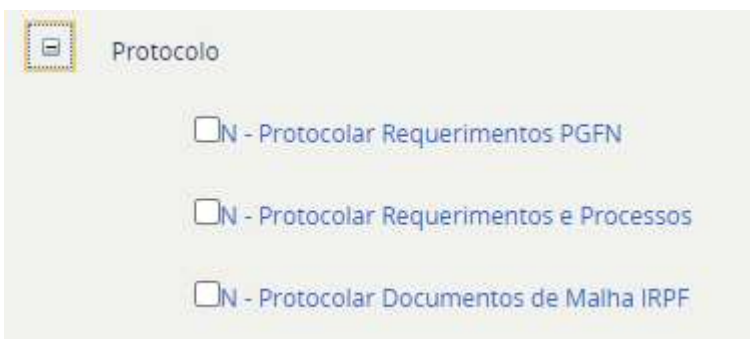 Protocolo
N - Protocolar Requerimentos PGFN
N - Protocolar Requerimentos e Processos
N - Protocolar Documentos de Malha IRPF